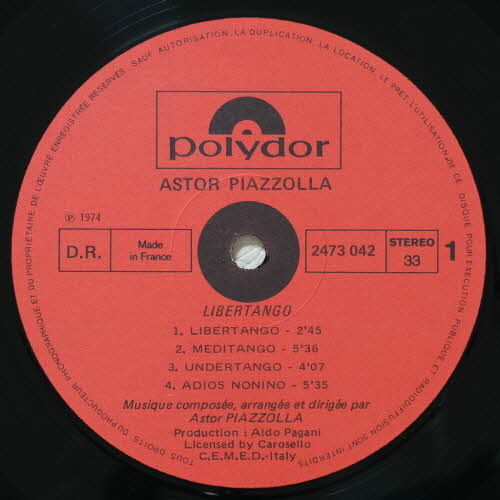 TOUS DROITS DU PRODUCTEUR PHONOGRAPHIQUE ET DU PROPRIÉTAIRE DE L'ŒUVRE ENREGISTRÉE RÉSERVÉS SAUF AUTORISATION, LA DUPLICATION, LA LOCATION, LE PRÊT, L'UTILISATION DE CE DISQUE POUR EXÉCUTION PUBLIQUE ET RADIODIFFUSION SONT INTERDITS
polydor
ASTOR PIAZZOLLA
℗ 1974
D.R.
Made
in France
2473 042
STEREO
33
1
LIBERTANGO
1. LIBERTANGO - 2'45
2. MEDITANGO - 5'36
3. UNDERTANGO - 4'07
4. ADIOS NONINO - 5'35
Musique composée, arrangée et dirigée par
Astor PIAZZOLLA
Production : Aldo Pagani
Licensed by Carosello
C.E.M.E.D.-Italy